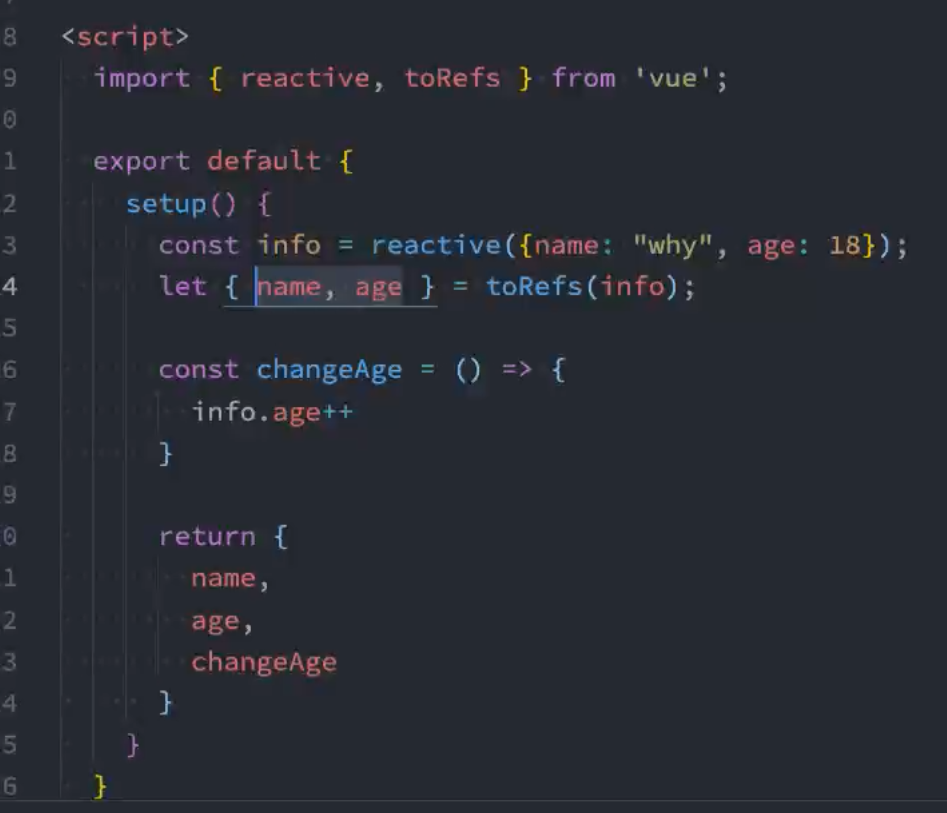 8 <script>
9 import { reactive, toRefs } from 'vue';
0
1 export default {
2 setup() {
3 const info = reactive({name: "why", age: 18});
4 let { name, age } = toRefs(info);
5
6 const changeAge = () => {
7 info.age++
8 }
9
0 return {
1 name,
2 age,
3 changeAge
4 }
5 }
6 }